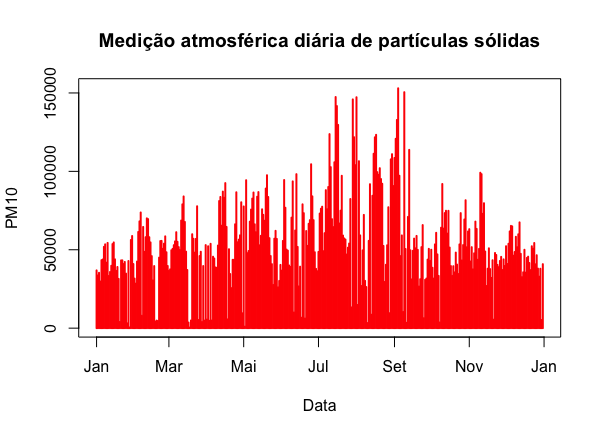 Medição atmosférica diária de partículas sólidas
PM10
150000
100000
50000
0
Jan Mar Mai Jul Set Nov Jan
Data